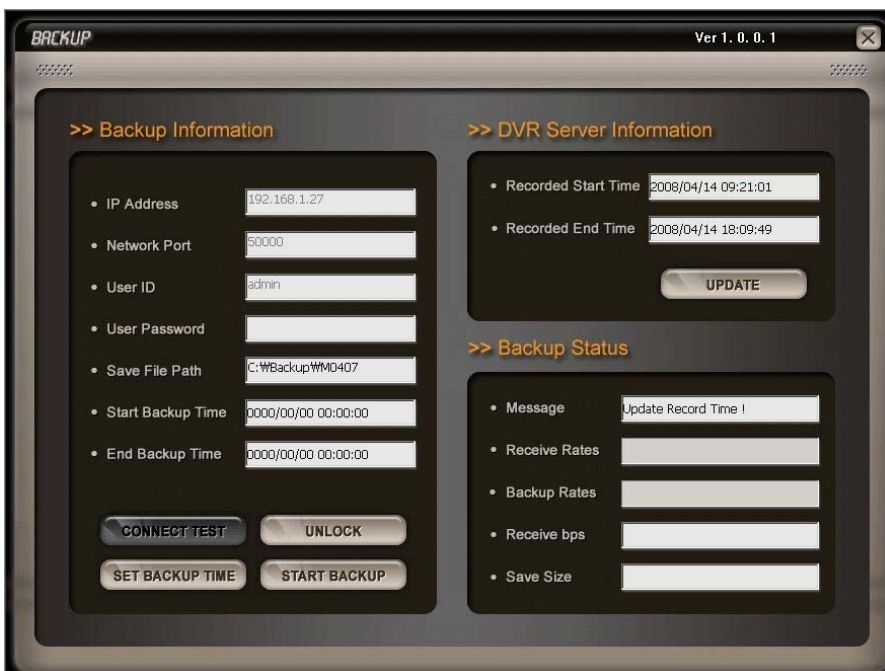 BACKUP
Ver 1. 0. 0. 1
>> Backup Information
IP Address
192.168.1.27
Network Port
50000
User ID
admin
User Password
Save File Path
C:₩Backup₩M0407
Start Backup Time
0000/00/00 00:00:00
End Backup Time
0000/00/00 00:00:00
CONNECT TEST
UNLOCK
SET BACKUP TIME
START BACKUP
>> DVR Server Information
Recorded Start Time
2008/04/14 09:21:01
Recorded End Time
2008/04/14 18:09:49
UPDATE
>> Backup Status
Message
Update Record Time !
Receive Rates
Backup Rates
Receive bps
Save Size